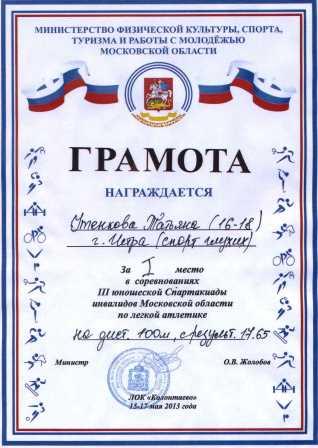 МИНИСТЕРСТВО ФИЗИЧЕСКОЙ КУЛЬТУРЫ, СПОРТА,
ТУРИЗМА И РАБОТЫ С МОЛОДЁЖЬЮ
МОСКОВСКОЙ ОБЛАСТИ
ГРАМОТА
НАГРАЖДАЕТСЯ
Утенкова Татьяна (16-18)
г. Истра (спорт глухих)
За I место
в соревнованиях
III юношеской Спартакиады
инвалидов Московской области
по легкой атлетике
на дист. 100м, с результ. 17.65
Министр О.В. Жолобов
ЛОК «Колонтаево»
15-17 мая 2013 года